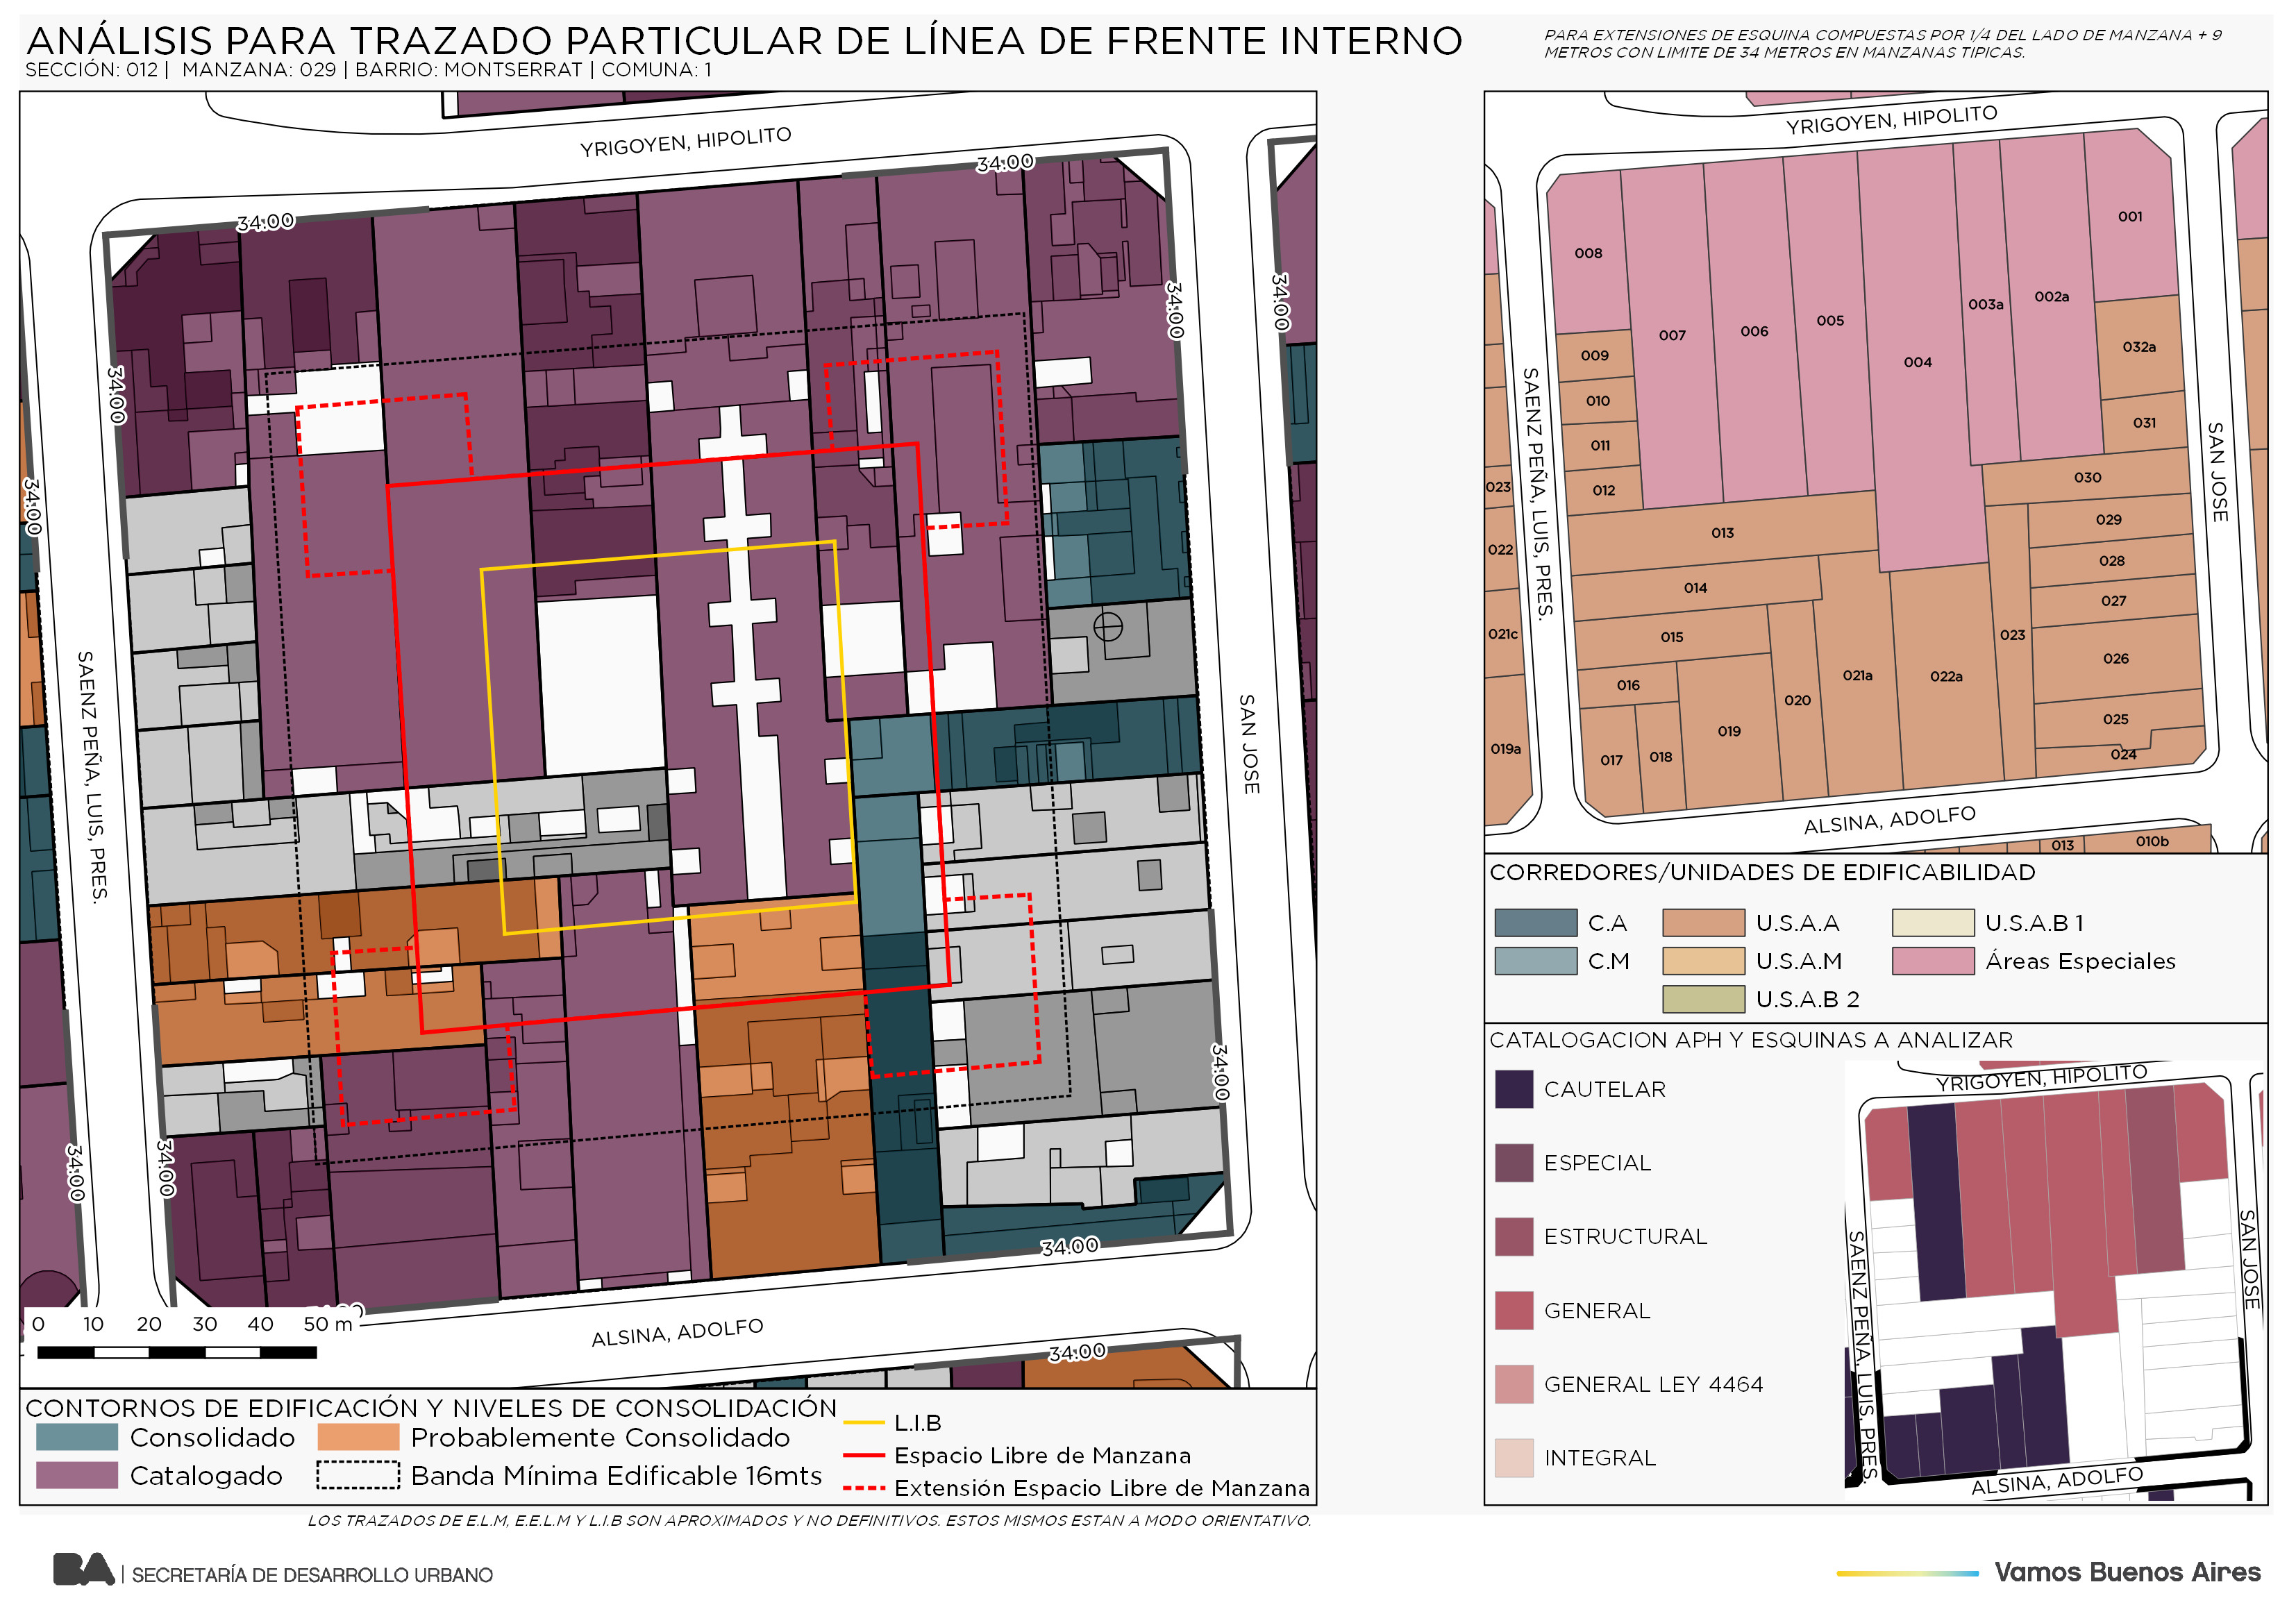 ANÁLISIS PARA TRAZADO PARTICULAR DE LÍNEA DE FRENTE INTERNO
SECCIÓN: 012 | MANZANA: 029 | BARRIO: MONTSERRAT | COMUNA: 1
PARA EXTENSIONES DE ESQUINA COMPUESTAS POR 1/4 DEL LADO DE MANZANA + 9
METROS CON LIMITE DE 34 METROS EN MANZANAS TIPICAS.
YRIGOYEN, HIPOLITO
34:00
34:00
34:00
34:00
34:00
34:00
SAENZ PEÑA, LUIS, PRES.
SAN JOSE
34:00
34:00
34:00
34:00
ALSINA, ADOLFO
34:00
0 10 20 30 40 50 m
CONTORNOS DE EDIFICACIÓN Y NIVELES DE CONSOLIDACIÓN
Consolidado
Probablemente Consolidado
Catalogado
Banda Mínima Edificable 16mts
L.I.B
Espacio Libre de Manzana
Extensión Espacio Libre de Manzana
LOS TRAZADOS DE E.L.M, E.E.L.M Y L.I.B SON APROXIMADOS Y NO DEFINITIVOS. ESTOS MISMOS ESTAN A MODO ORIENTATIVO.
YRIGOYEN, HIPOLITO
001
008
003a
002a
005
004
006
007
032a
009
010
031
011
012
030
023
013
029
022
028
014
027
021c
015
023
026
016
021a
022a
020
025
019a
017
018
019
024
SAENZ PEÑA, LUIS, PRES.
SAN JOSE
ALSINA, ADOLFO
013
010b
CORREDORES/UNIDADES DE EDIFICABILIDAD
C.A
U.S.A.A
U.S.A.B 1
C.M
U.S.A.M
Áreas Especiales
U.S.A.B 2
CATALOGACION APH Y ESQUINAS A ANALIZAR
CAUTELAR
ESPECIAL
ESTRUCTURAL
GENERAL
GENERAL LEY 4464
INTEGRAL
YRIGOYEN, HIPOLITO
SAENZ PEÑA, LUIS, PRES.
SAN JOSE
ALSINA, ADOLFO
BA | SECRETARÍA DE DESARROLLO URBANO
Vamos Buenos Aires